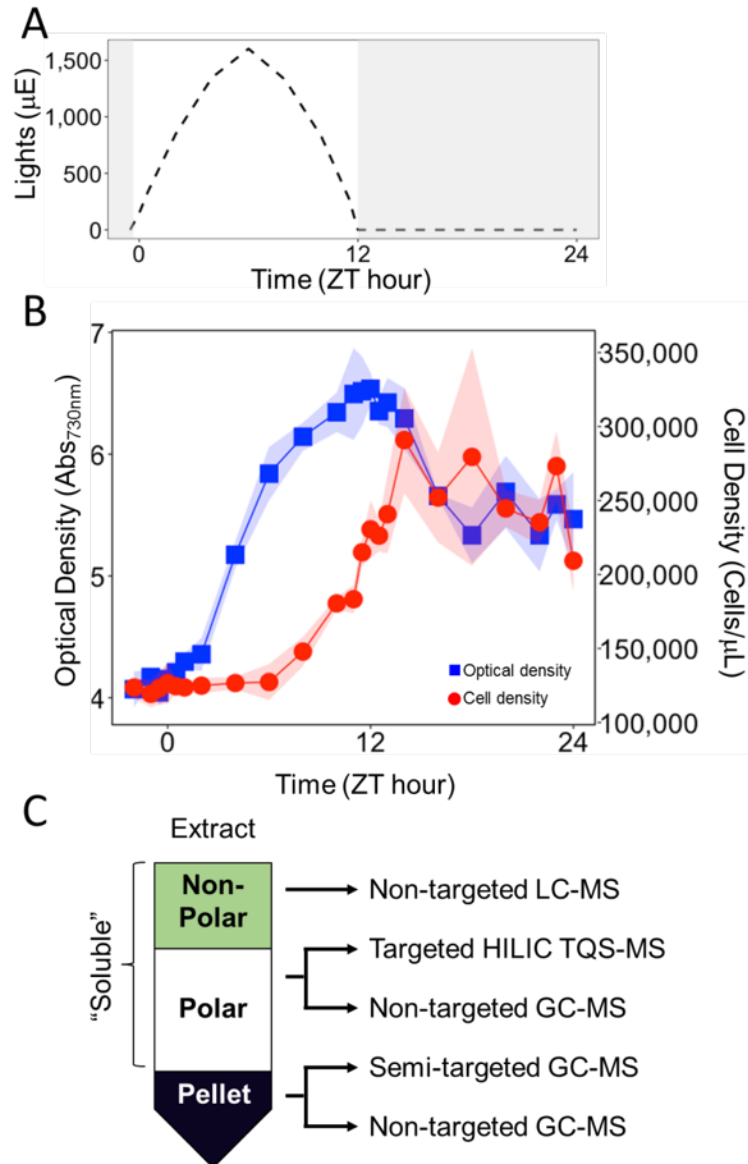 A
Lights (µE)
1,500
1,000
500
0
0
12
24
Time (ZT hour)
B
Optical Density (Abs730nm)
7
6
5
4
350,000
300,000
250,000
200,000
150,000
100,000
Cell Density (Cells/µL)
Optical density
Cell density
0
12
24
Time (ZT hour)
C
Extract
"Soluble"
Non-
Polar
Polar
Pellet
Non-targeted LC-MS
Targeted HILIC TQS-MS
Non-targeted GC-MS
Semi-targeted GC-MS
Non-targeted GC-MS